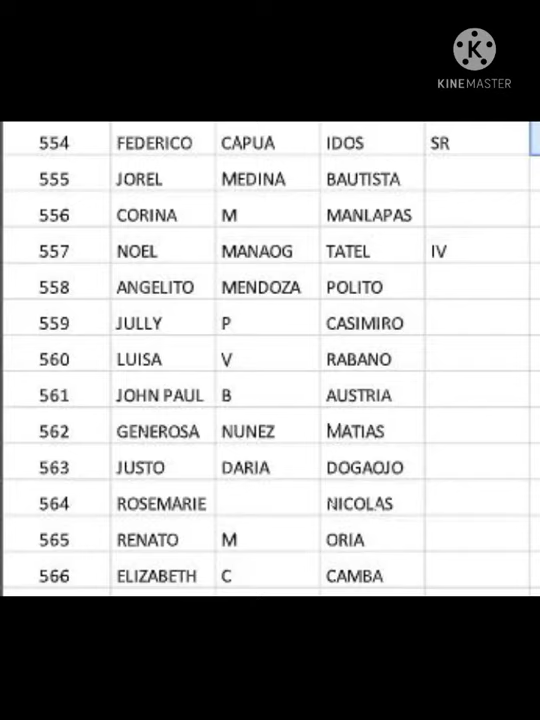 K
KINEMASTER
554 FEDERICO CAPUA IDOS SR
555 JOREL MEDINA BAUTISTA
556 CORINA M MANLAPAS
557 NOEL MANAOG TATEL IV
558 ANGELITO MENDOZA POLITO
559 JULLY P CASIMIRO
560 LUISA V RABANO
561 JOHN PAUL B AUSTRIA
562 GENEROSA NUNEZ MATIAS
563 JUSTO DARIA DOGAOJO
564 ROSEMARIE NICOLAS
565 RENATO M ORIA
566 ELIZABETH C CAMBA